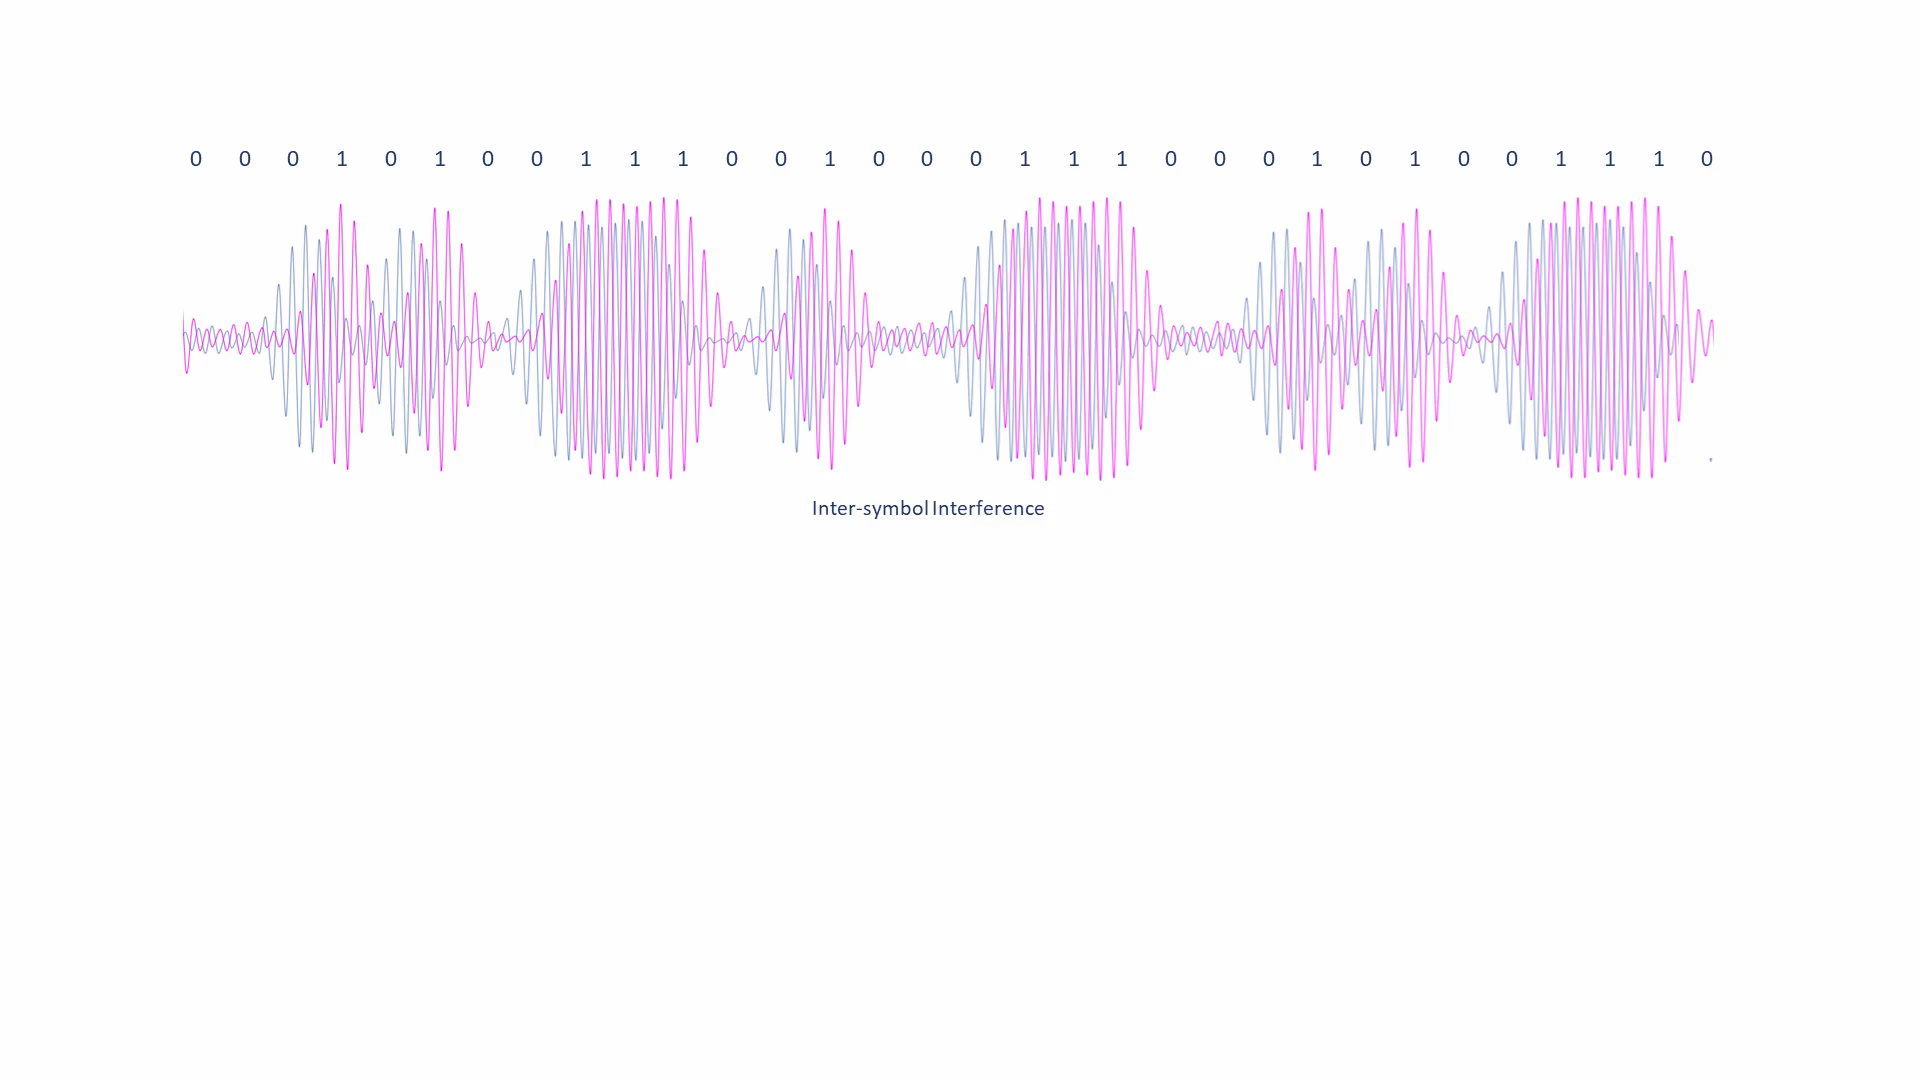 0 0 0 1 0 1 0 0 1 1 1 0 0 1 0 0 0 1 1 1 0 0 0 1 0 1 0 0 1 1 1 0
Inter-symbol Interference